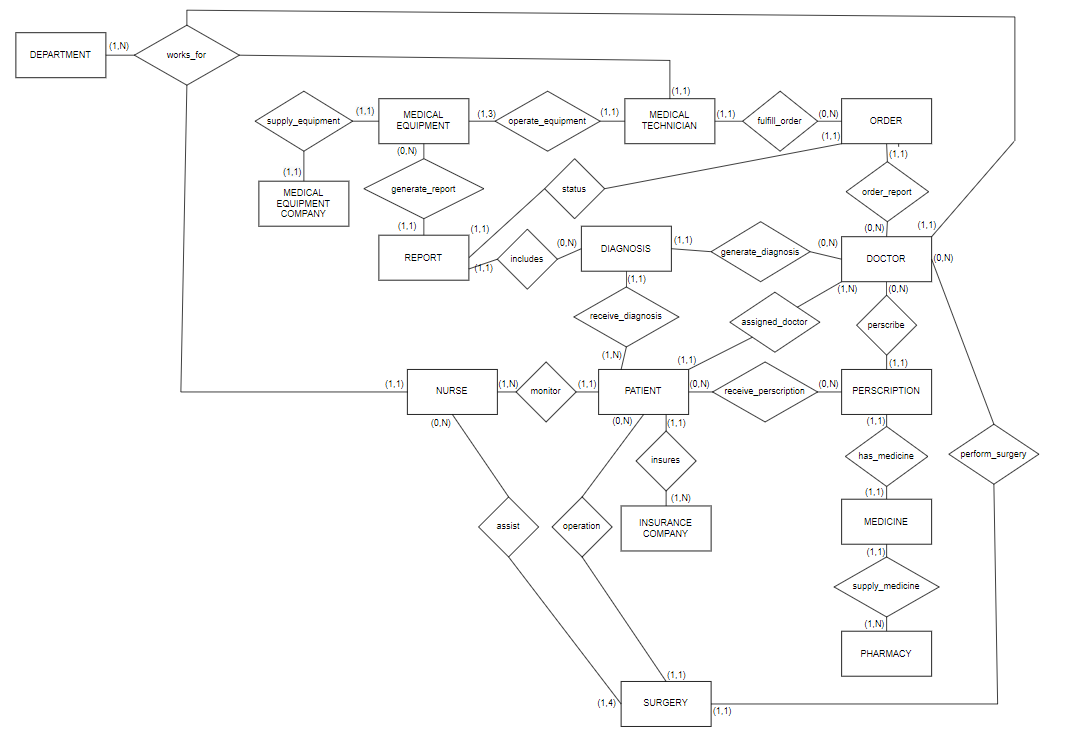 DEPARTMENT
(1,N)
works_for
(1,1)
supply_equipment
(1,1)
MEDICAL
EQUIPMENT
(1,3)
operate_equipment
(1,1)
MEDICAL
TECHNICIAN
(1,1)
fulfill_order
(0,N)
ORDER
(1,1)
(0,N)
(1,1)
(1,1)
MEDICAL
EQUIPMENT
COMPANY
generate_report
status
order_report
(1,1)
(1,1)
(0,N)
(1,1)
REPORT
(1,1)
includes
(0,N)
DIAGNOSIS
(1,1)
generate_diagnosis
(0,N)
DOCTOR
(0,N)
(1,1)
(1,N)
(0,N)
receive_diagnosis
assigned_doctor
perscribe
(1,N)
(1,1)
(1,1)
(1,1)
NURSE
(1,N)
monitor
(1,1)
PATIENT
(0,N)
receive_perscription
(0,N)
PERSCRIPTION
(0,N)
(0,N)
(1,1)
(1,1)
insures
has_medicine
perform_surgery
(1,N)
(1,1)
assist
operation
INSURANCE
COMPANY
MEDICINE
(1,1)
supply_medicine
(1,N)
PHARMACY
(1,1)
(1,4)
SURGERY
(1,1)